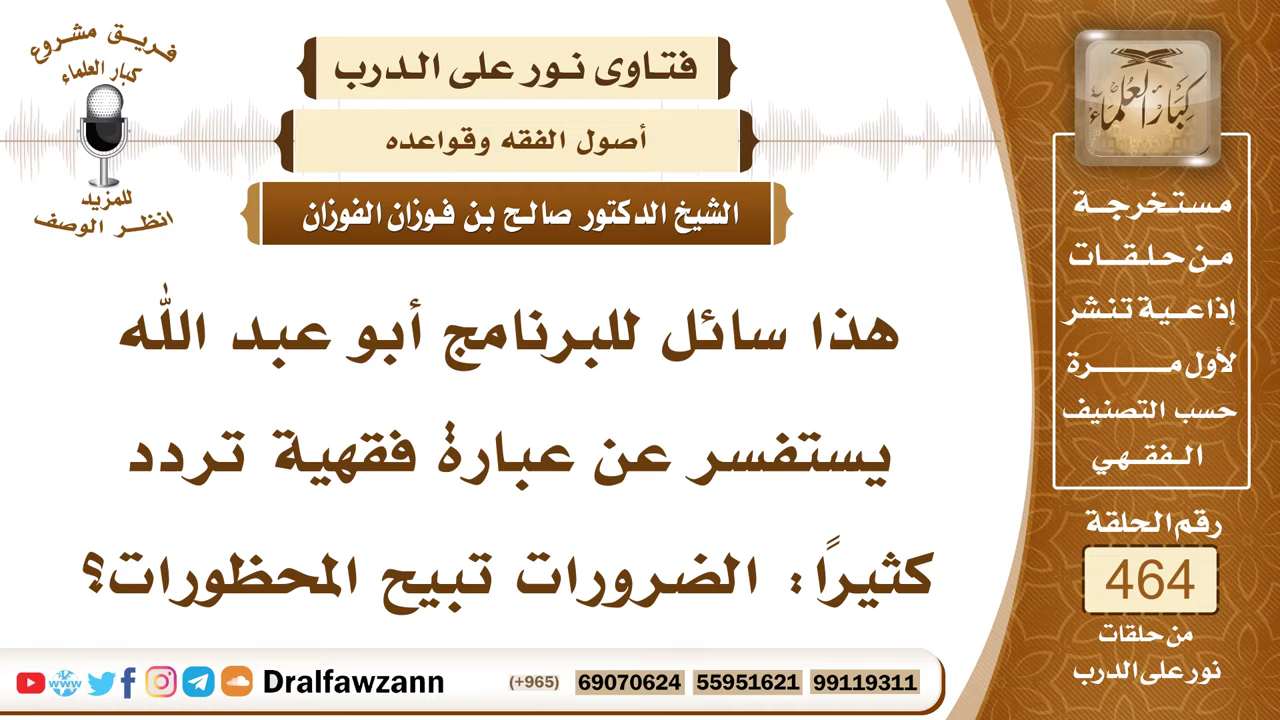 فريق مشروع
كبار العلماء
للمزيد
انظر الوصف
فتاوى نور على الدرب
أصول الفقه وقواعده
الشيخ الدكتور صالح بن فوزان الفوزان
هذا سائل للبرنامج أبو عبد الله
يستفسر عن عبارة فقهية تردد
كثيرًا: الضرورات تبيح المحظورات؟
كبار العلماء
مستخرجة
من حلقات
إذاعية تنشر
لأول مرة
حسب التصنيف
الفقهي
رقم الحلقة
464
من حلقات
نور على الدرب
www Dralfawzann (+965) 69070624 55951621 99119311